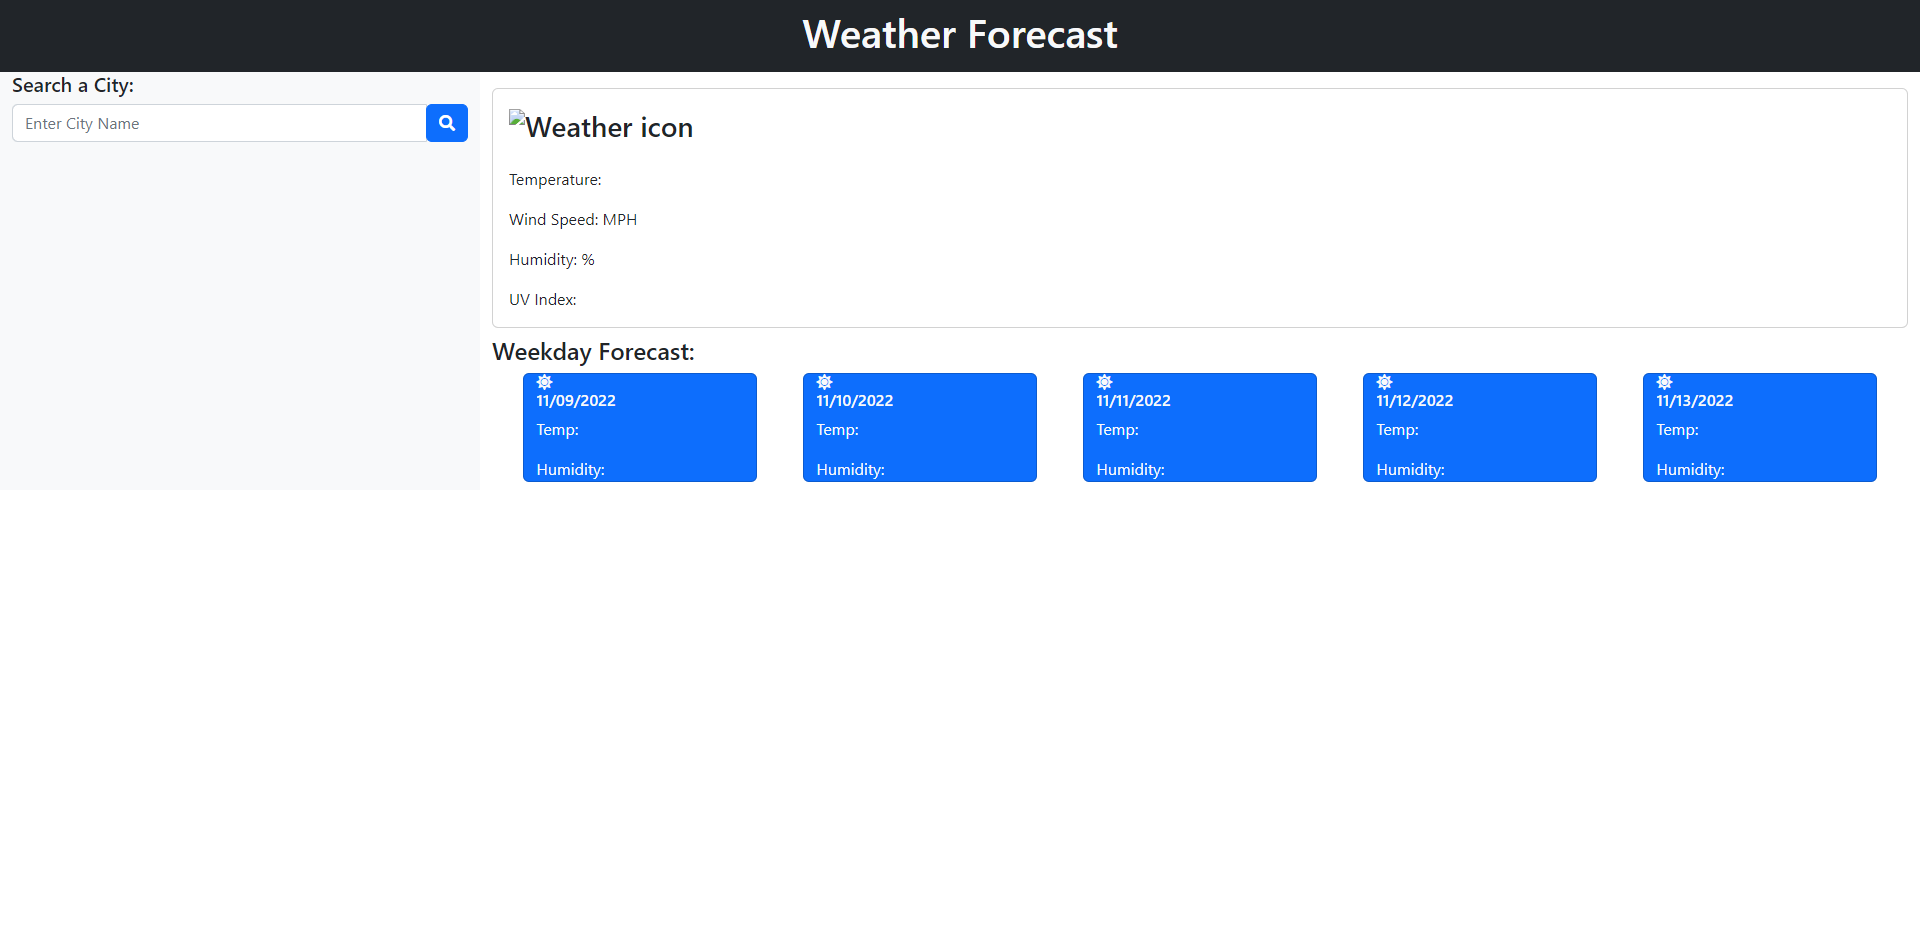 Weather Forecast
Search a City:
Enter City Name
Weather icon
Temperature:
Wind Speed: MPH
Humidity: %
UV Index:
Weekday Forecast:
11/09/2022
Temp:
Humidity:
11/10/2022
Temp:
Humidity:
11/11/2022
Temp:
Humidity:
11/12/2022
Temp:
Humidity:
11/13/2022
Temp:
Humidity: